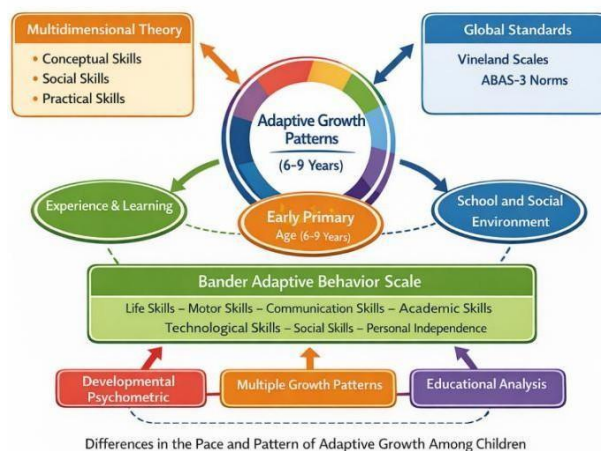 Multidimensional Theory
• Conceptual Skills
• Social Skills
• Practical Skills
Global Standards
Vineland Scales
ABAS-3 Norms
Adaptive Growth
Patterns
(6-9 Years)
Experience & Learning
Early Primary
Age (6-9 Years)
School and Social
Environment
Bander Adaptive Behavior Scale
Life Skills – Motor Skills – Communication Skills – Academic Skills
Technological Skills – Social Skills – Personal Independence
Developmental
Psychometric
Multiple Growth Patterns
Educational Analysis
Differences in the Pace and Pattern of Adaptive Growth Among Children